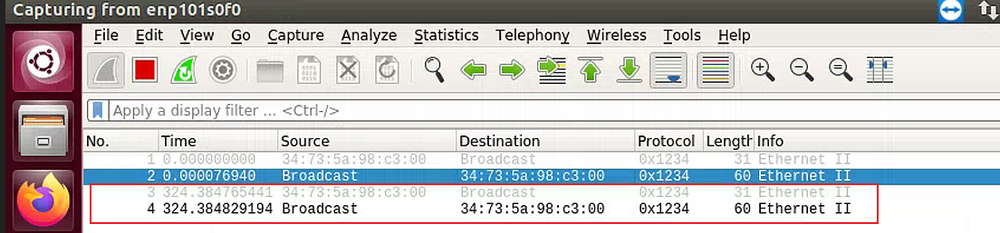 Capturing from enp101s0f0
File Edit View Go Capture Analyze Statistics Telephony Wireless Tools Help
Apply a display filter ... <Ctrl-/>
No. Time Source Destination Protocol Length Info
1 0.000000000 34:73:5a:98:c3:00 Broadcast 0x1234 31 Ethernet II
2 0.000076940 Broadcast 34:73:5a:98:c3:00 0x1234 60 Ethernet II
3 324.384765441 34:73:5a:98:c3:00 Broadcast 0x1234 31 Ethernet II
4 324.384829194 Broadcast 34:73:5a:98:c3:00 0x1234 60 Ethernet II